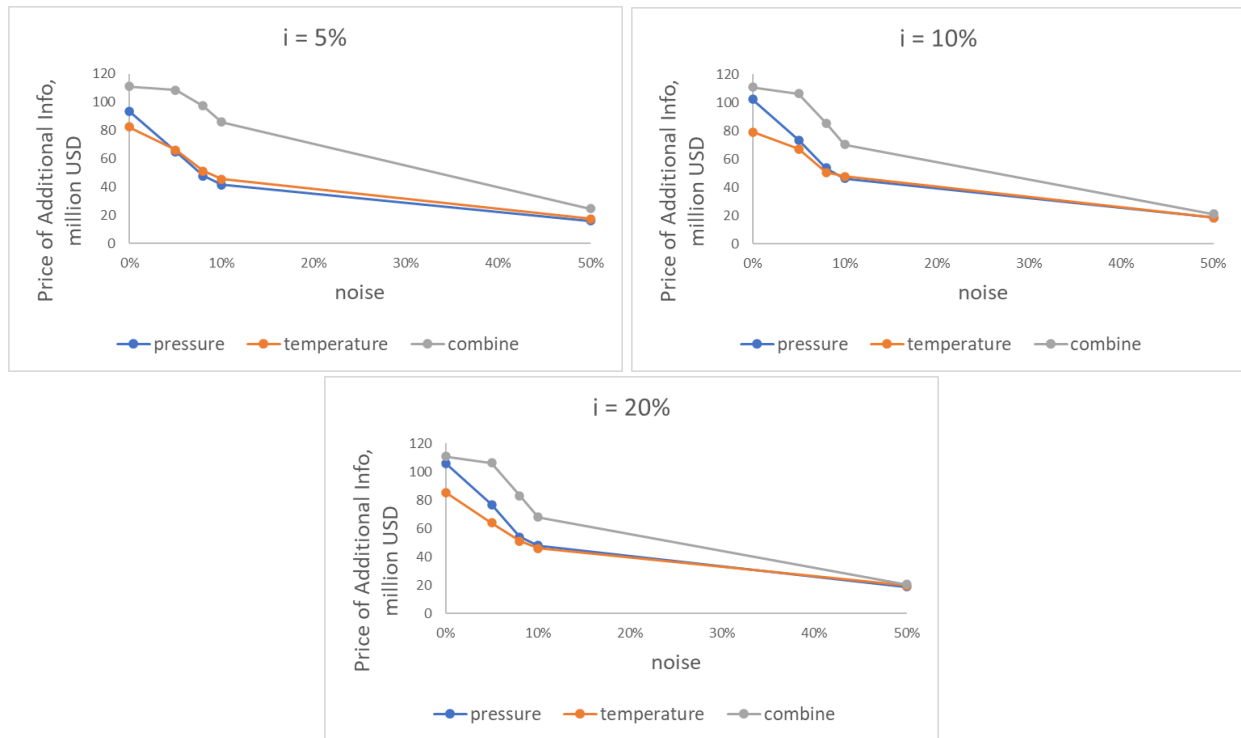 i = 5%
Price of Additional Info,
million USD
120
100
80
60
40
20
0
0% 10% 20% 30% 40% 50%
noise
pressure temperature combine
i = 10%
Price of Additional Info,
million USD
120
100
80
60
40
20
0
0% 10% 20% 30% 40% 50%
noise
pressure temperature combine
i = 20%
Price of Additional Info,
million USD
120
100
80
60
40
20
0
0% 10% 20% 30% 40% 50%
noise
pressure temperature combine